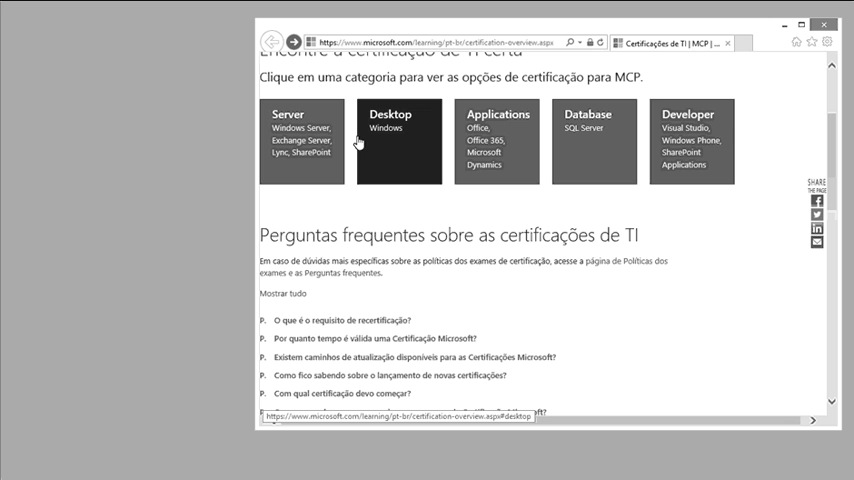 https://www.microsoft.com/learning/pt-br/certification-overview.aspx
Certificações de TI | MCP | ...
Encontre a certificação de TI certa
Clique em uma categoria para ver as opções de certificação para MCP.
Server
Windows Server,
Exchange Server,
Lync, SharePoint
Desktop
Windows
Applications
Office,
Office 365,
Microsoft
Dynamics
Database
SQL Server
Developer
Visual Studio,
Windows Phone,
SharePoint
Applications
SHARE
THE PAGE
Perguntas frequentes sobre as certificações de TI
Em caso de dúvidas mais específicas sobre as políticas dos exames de certificação, acesse a página de Políticas dos
exames e as Perguntas frequentes.
Mostrar tudo
P. O que é o requisito de recertificação?
P. Por quanto tempo é válida uma Certificação Microsoft?
P. Existem caminhos de atualização disponíveis para as Certificações Microsoft?
P. Como fico sabendo sobre o lançamento de novas certificações?
P. Com qual certificação devo começar?
https://www.microsoft.com/learning/pt-br/certification-overview.aspx#desktop